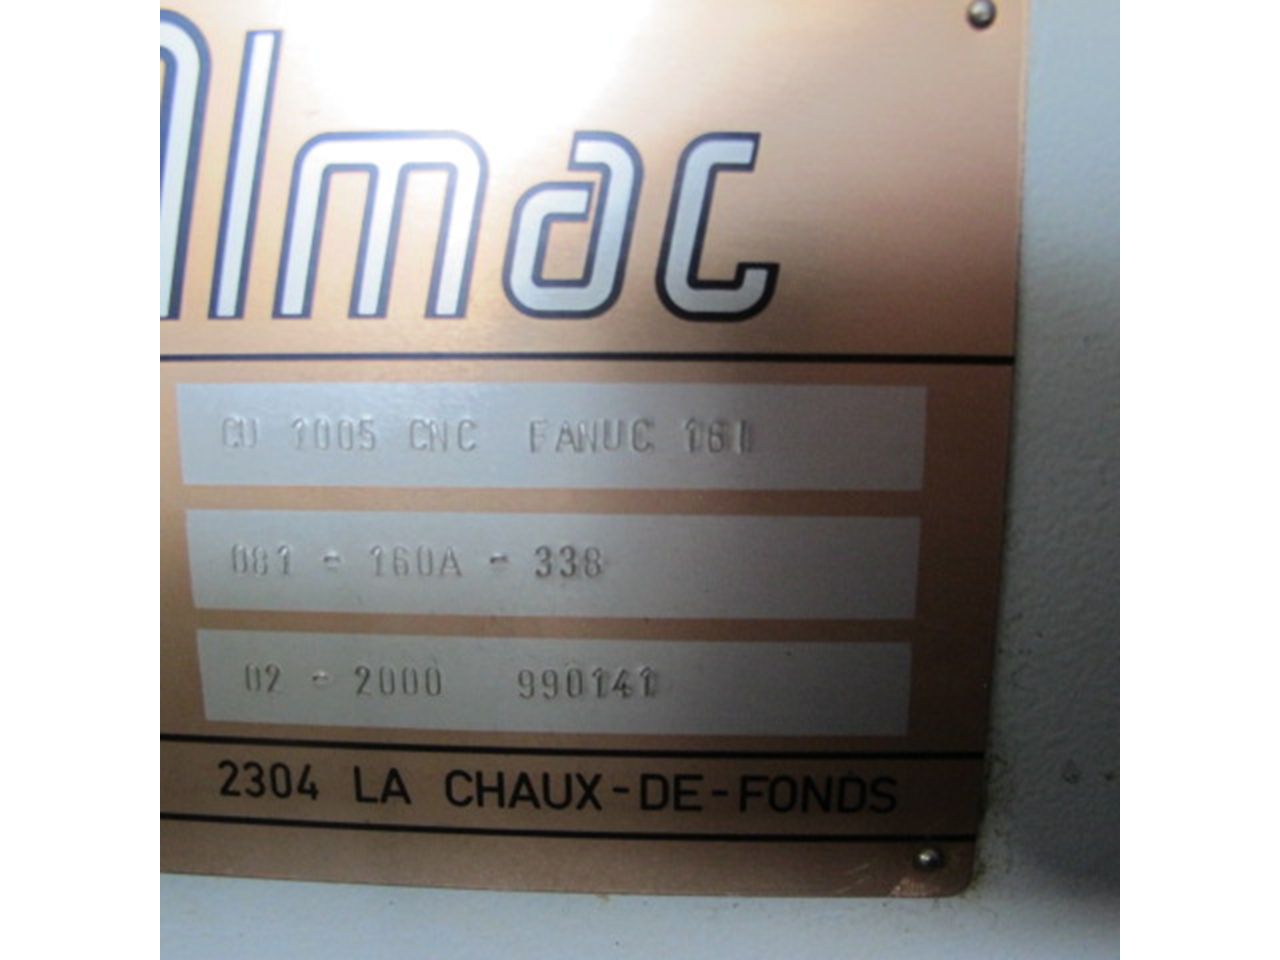 Almac
CU 1005 CNC FANUC 16I
081 - 160A - 338
02 - 2000 990141
2304 LA CHAUX-DE-FONDS